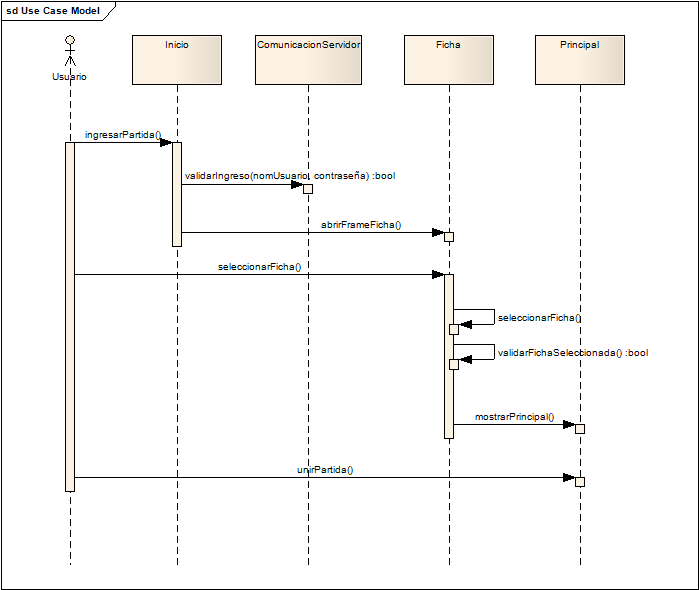 sd Use Case Model
Usuario
Inicio
ComunicacionServidor
Ficha
Principal
ingresarPartida()
validarIngreso(nomUsuario, contraseña) :bool
abrirFrameFicha()
seleccionarFicha()
seleccionarFicha()
validarFichaSeleccionada() :bool
mostrarPrincipal()
unirPartida()